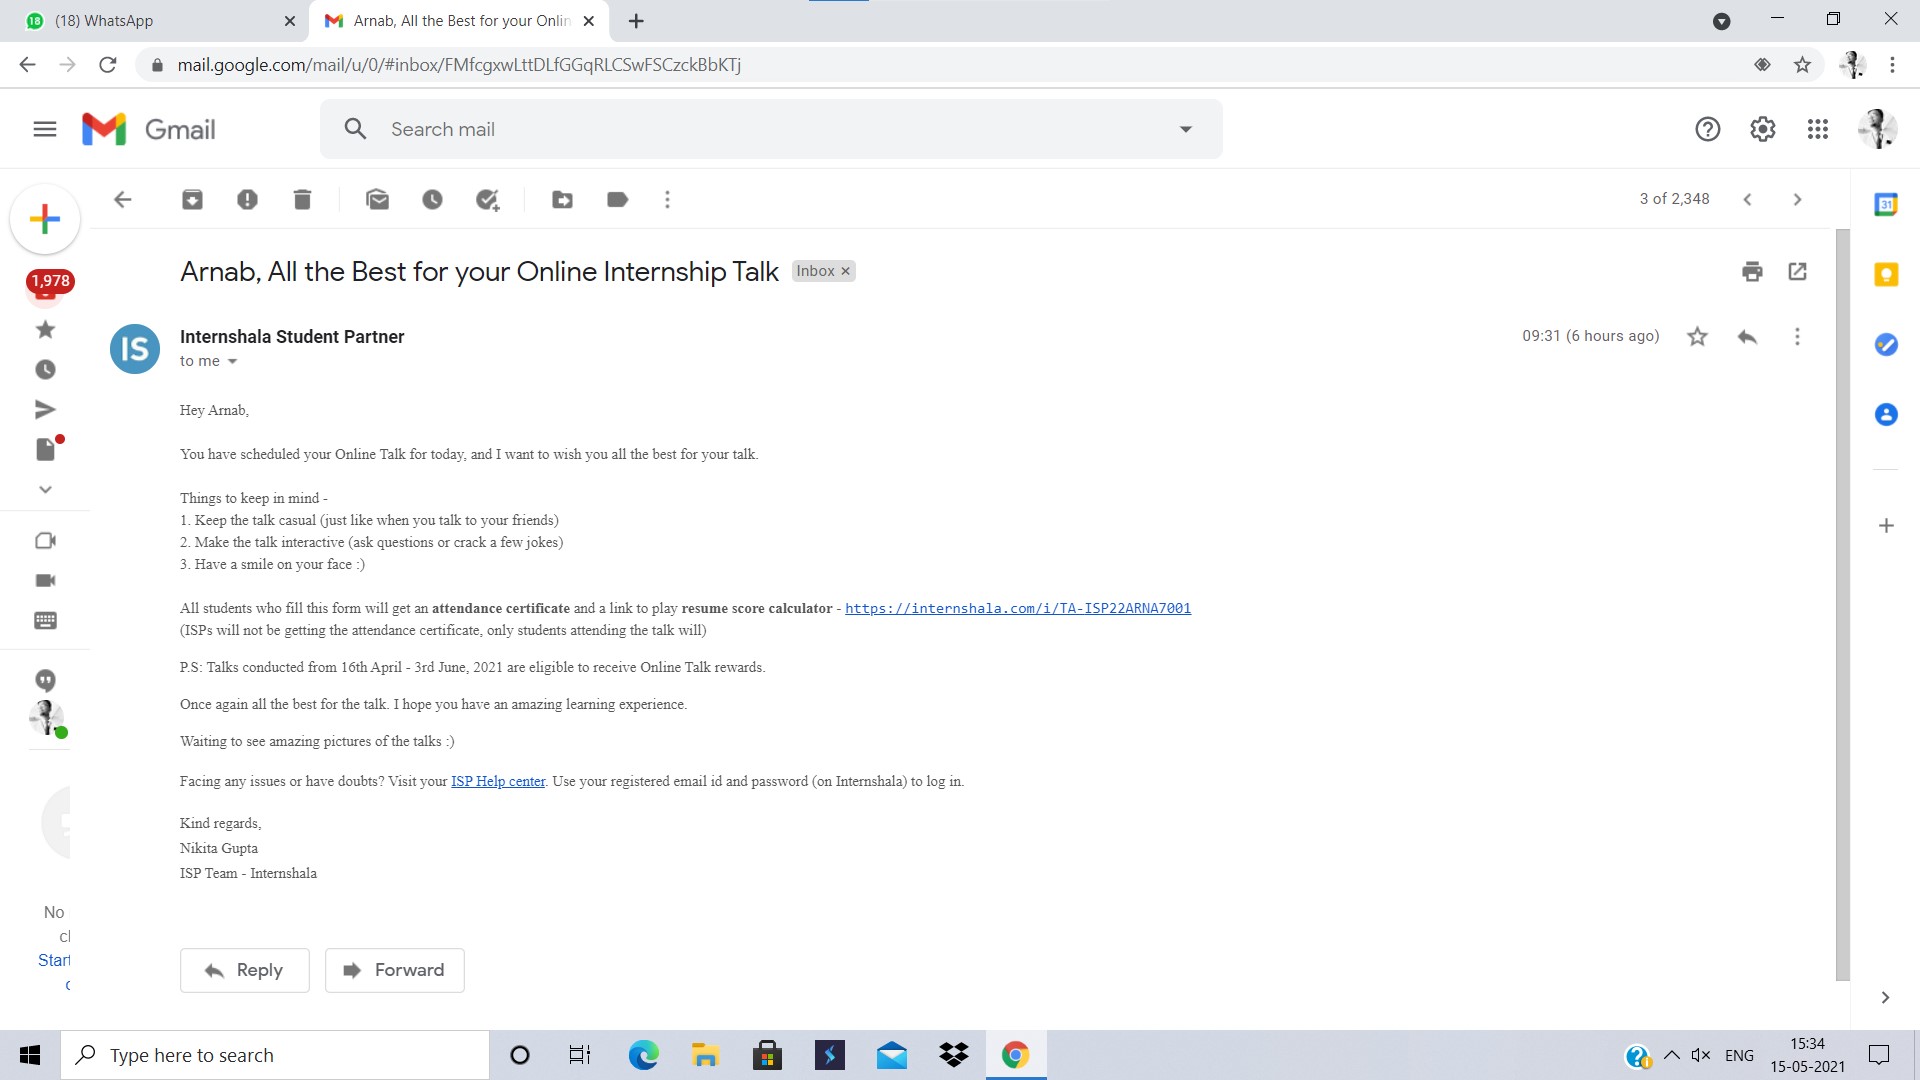 (18) WhatsApp
Arnab, All the Best for your Onlin
mail.google.com/mail/u/0/#inbox/FMfcgxwLttDLfGGqRLCSwFSCzckBbKTj
Gmail
Search mail
3 of 2,348
1,978
Arnab, All the Best for your Online Internship Talk
Inbox
IS
Internshala Student Partner
09:31 (6 hours ago)
to me
Hey Arnab,
You have scheduled your Online Talk for today, and I want to wish you all the best for your talk.
Things to keep in mind -
1. Keep the talk casual (just like when you talk to your friends)
2. Make the talk interactive (ask questions or crack a few jokes)
3. Have a smile on your face :)
All students who fill this form will get an attendance certificate and a link to play resume score calculator - https://internshala.com/i/TA-ISP22ARNA7001
(ISPs will not be getting the attendance certificate, only students attending the talk will)
P.S: Talks conducted from 16th April - 3rd June, 2021 are eligible to receive Online Talk rewards.
Once again all the best for the talk. I hope you have an amazing learning experience.
Waiting to see amazing pictures of the talks :)
Facing any issues or have doubts? Visit your ISP Help center. Use your registered email id and password (on Internshala) to log in.
Kind regards,
Nikita Gupta
ISP Team - Internshala
No
Start
Reply
Forward
Type here to search
ENG
15:34
15-05-2021
18
31